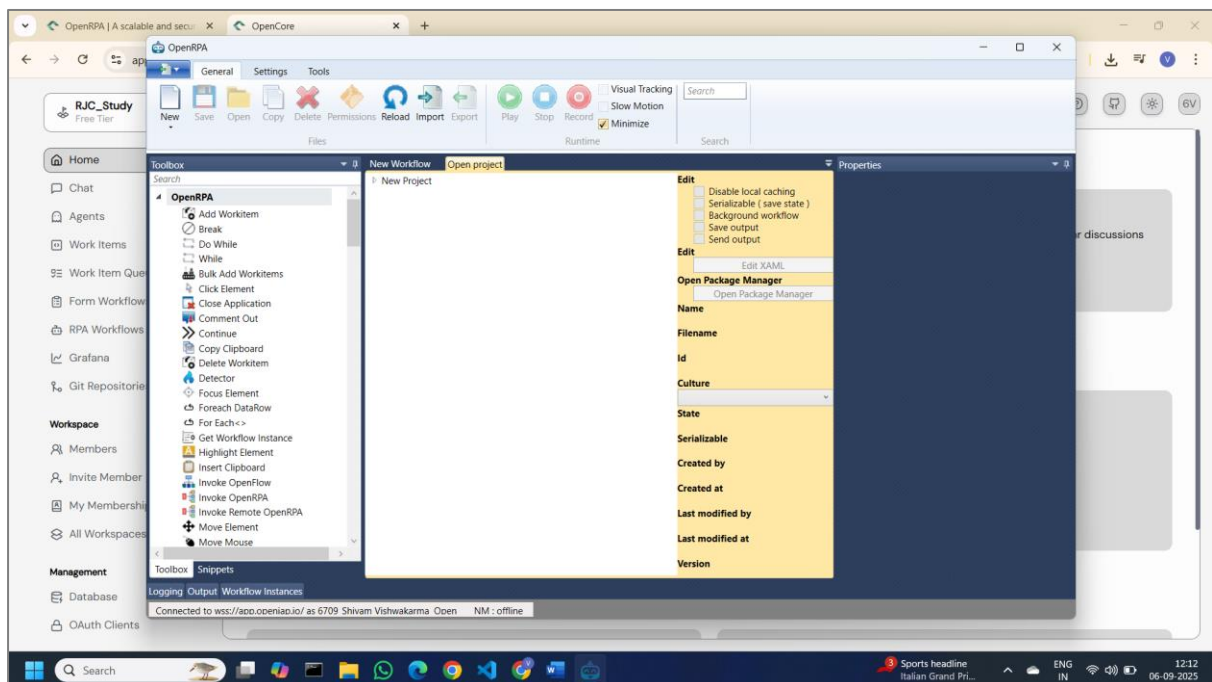 OpenRPA | A scalable and secur
OpenCore
OpenRPA
General Settings Tools
New Save Open Copy Delete Permissions Reload Import Export
Files
Play Stop Record
Visual Tracking
Slow Motion
Minimize
Runtime
Search
Search
RJC_Study
Free Tier
6V
Home
Chat
Agents
Work Items
Work Item Que
Form Workflow
RPA Workflows
Grafana
Git Repositorie
Workspace
Members
Invite Member
My Membershi
All Workspaces
Management
Database
OAuth Clients
Toolbox
Search
OpenRPA
Add Workitem
Break
Do While
While
Bulk Add Workitems
Click Element
Close Application
Comment Out
Continue
Copy Clipboard
Delete Workitem
Detector
Focus Element
Foreach DataRow
For Each<>
Get Workflow Instance
Highlight Element
Insert Clipboard
Invoke OpenFlow
Invoke OpenRPA
Invoke Remote OpenRPA
Move Element
Move Mouse
Toolbox Snippets
New Workflow Open project
New Project
Edit
Disable local caching
Serializable ( save state )
Background workflow
Save output
Send output
Edit
Edit XAML
Open Package Manager
Open Package Manager
Name
Filename
Id
Culture
State
Serializable
Created by
Created at
Last modified by
Last modified at
Version
Properties
r discussions
Logging Output Workflow Instances
Connected to wss://app.openiap.io/ as 6709_Shivam Vishwakarma_Open NM : offline
Search
3
Sports headline
Italian Grand Pri...
ENG
IN
12:12
06-09-2025